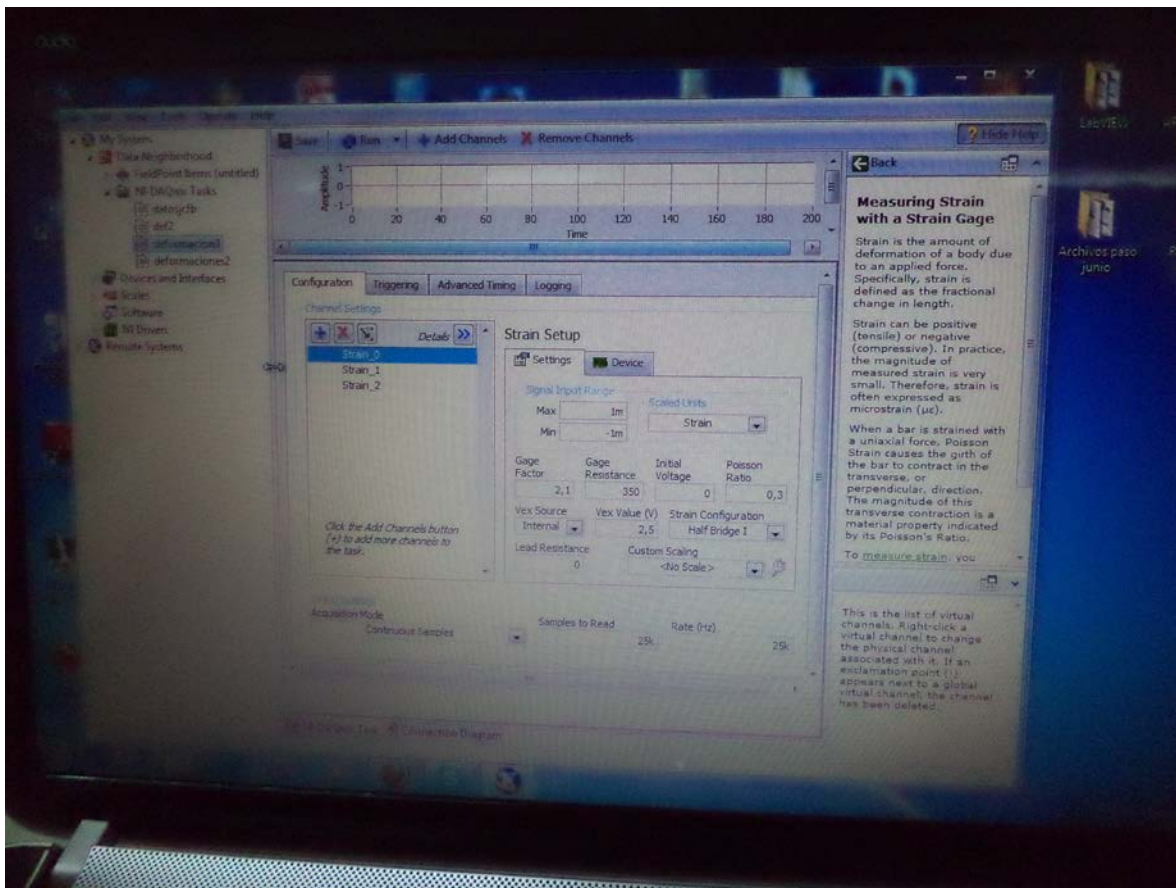 audio
My System
Data Neighborhood
FieldPoint Items (untitled)
NI-DAQmx Tasks
def2
deformacion1
deformaciones2
Devices and Interfaces
Scales
Software
IVI Drivers
Remote Systems
Save
Run
Add Channels
Remove Channels
Hide Help
Amplitude
1
0
-1
0 20 40 60 80 100 120 140 160 180 200
Time
Configuration
Triggering
Advanced Timing
Logging
Channel Settings
Details
Strain_0
Strain_1
Strain_2
Click the Add Channels button
(+) to add more channels to
the task.
Strain Setup
Settings
Device
Signal Input Range
Scaled Units
Max 1m
Strain
Min -1m
Gage Factor
Gage Resistance
Initial Voltage
Poisson Ratio
2,1 350 0 0,3
Vex Source
Vex Value (V)
Strain Configuration
Internal 2,5 Half Bridge I
Lead Resistance
Custom Scaling
0 <No Scale>
Acquisition Mode
Samples to Read
Rate (Hz)
Continuous Samples
25k
25k
Connection Diagram
Back
Measuring Strain
with a Strain Gage
Strain is the amount of
deformation of a body due
to an applied force.
Specifically, strain is
defined as the fractional
change in length.
Strain can be positive
(tensile) or negative
(compressive). In practice,
the magnitude of
measured strain is very
small. Therefore, strain is
often expressed as
microstrain (µε).
When a bar is strained with
a uniaxial force, Poisson
Strain causes the girth of
the bar to contract in the
transverse, or
perpendicular, direction.
The magnitude of this
transverse contraction is a
material property indicated
by its Poisson's Ratio.
To measure strain, you
This is the list of virtual
channels. Right-click a
virtual channel to change
the physical channel
associated with it. If an
exclamation point (!)
appears next to a global
virtual channel, the channel
has been deleted.
LabVIEW
Archivos paso
junio